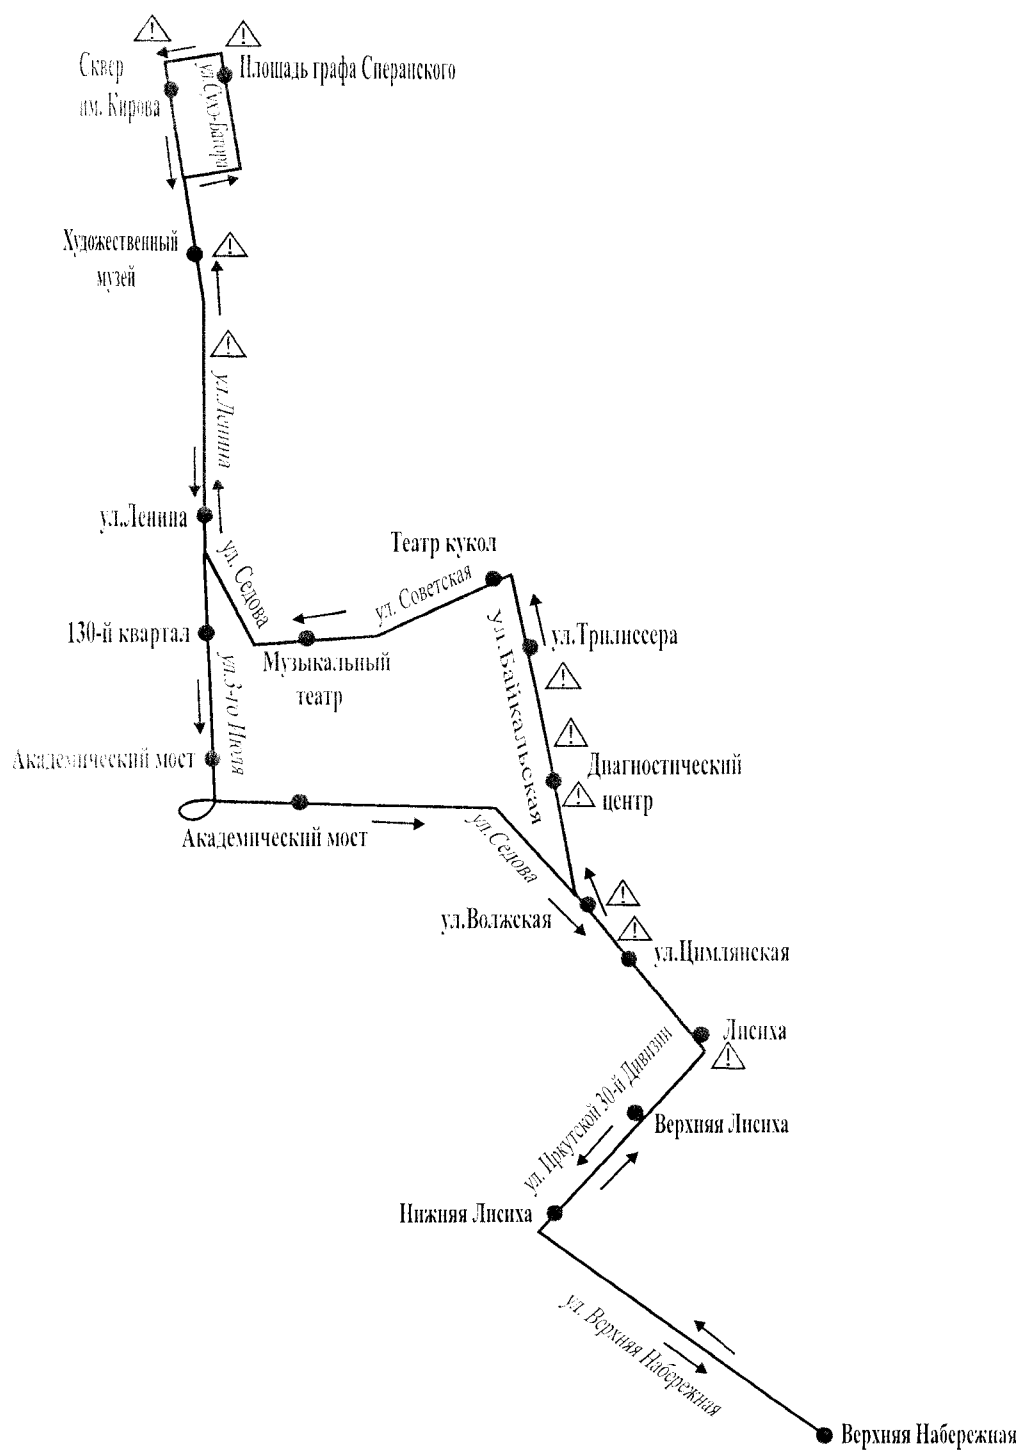 Сквер
им. Кирова
Площадь графа Сперанского
ул.Сухэ-Батора
Художественный
музей
ул.Ленина
ул.Ленина
ул. Седова
Театр кукол
ул. Советская
130-й квартал
Музыкальный
театр
ул.Трилиссера
ул.Байкальская
ул.3-го Июля
Академический мост
Диагностический
центр
Академический мост
ул.Седова
ул.Волжская
ул.Цимлянская
Лисиха
ул. Иркутской 30-й Дивизии
Верхняя Лисиха
Нижняя Лисиха
ул. Верхняя Набережная
Верхняя Набережная